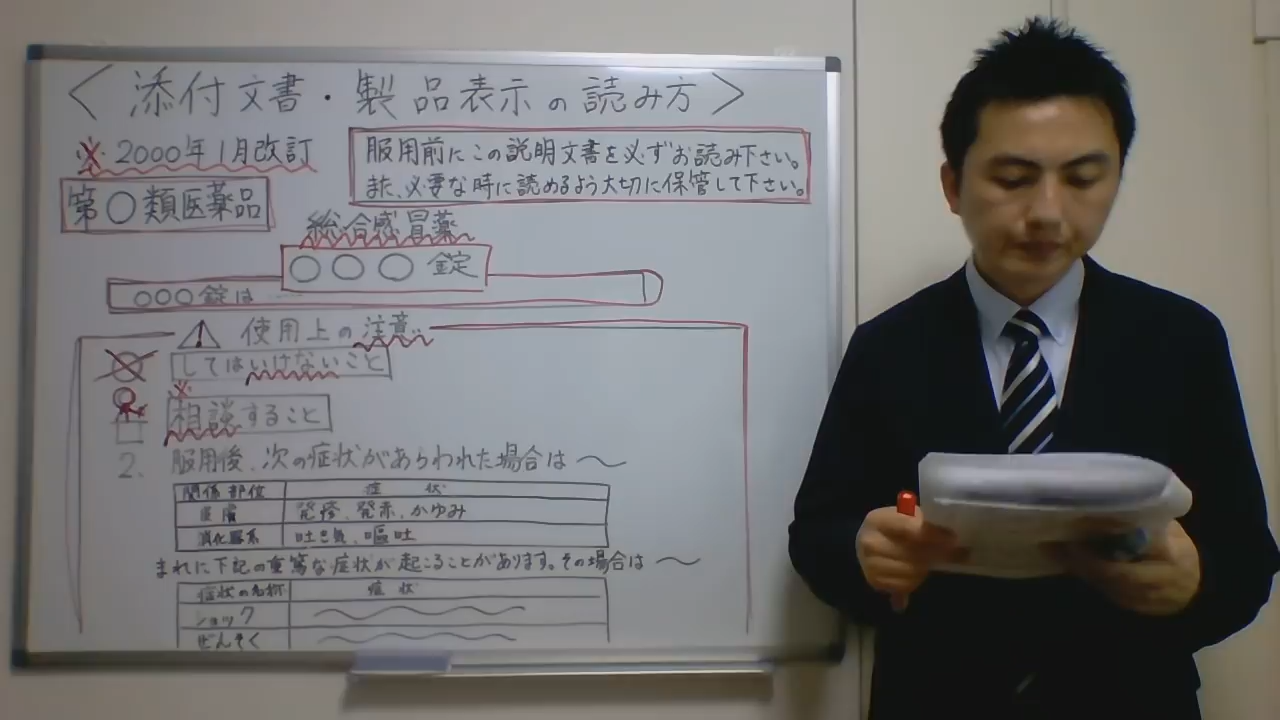 〈添付文書・製品表示の読み方〉
※2000年1月改訂
服用前にこの説明文書を必ずお読み下さい。
また、必要な時に読めるよう大切に保管して下さい。
第○類医薬品
総合感冒薬
○○○錠
○○○錠は
⚠ 使用上の注意
してはいけないこと
※
相談すること
2. 服用後、次の症状があらわれた場合は〜
関係部位 症状
皮膚 発疹、発赤、かゆみ
消化器系 吐き気、嘔吐
まれに下記の重篤な症状が起こることがあります。その場合は〜
症状の名称 症状
ショック
ぜんそく